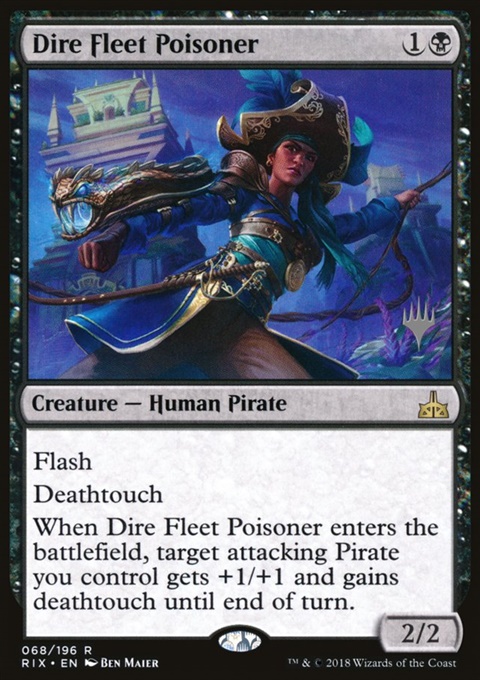 Dire Fleet Poisoner 1
Creature — Human Pirate
Flash
Deathtouch
When Dire Fleet Poisoner enters the
battlefield, target attacking Pirate
you control gets +1/+1 and gains
deathtouch until end of turn.
2/2
068/196 R
RIX • EN Ben Maier
™ & © 2018 Wizards of the Coast